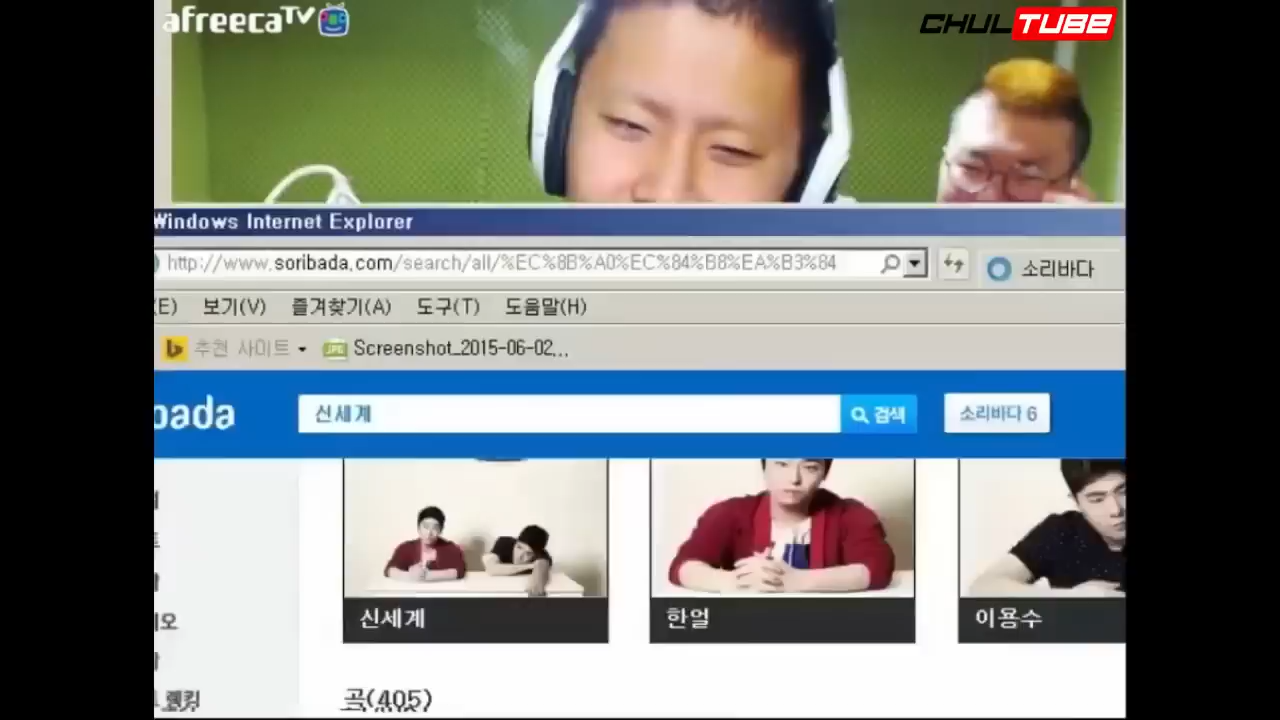 afreecaTV
CHULTUBE
Windows Internet Explorer
http://www.soribada.com/search/all/%EC%8B%A0%EC%84%B8%EA%B3%84
소리바다
(E) 보기(V) 즐겨찾기(A) 도구(T) 도움말(H)
추천 사이트 Screenshot_2015-06-02...
bada
신세계
검색
소리바다 6
신세계
한얼
이용수
오
곡(405)
랭킹